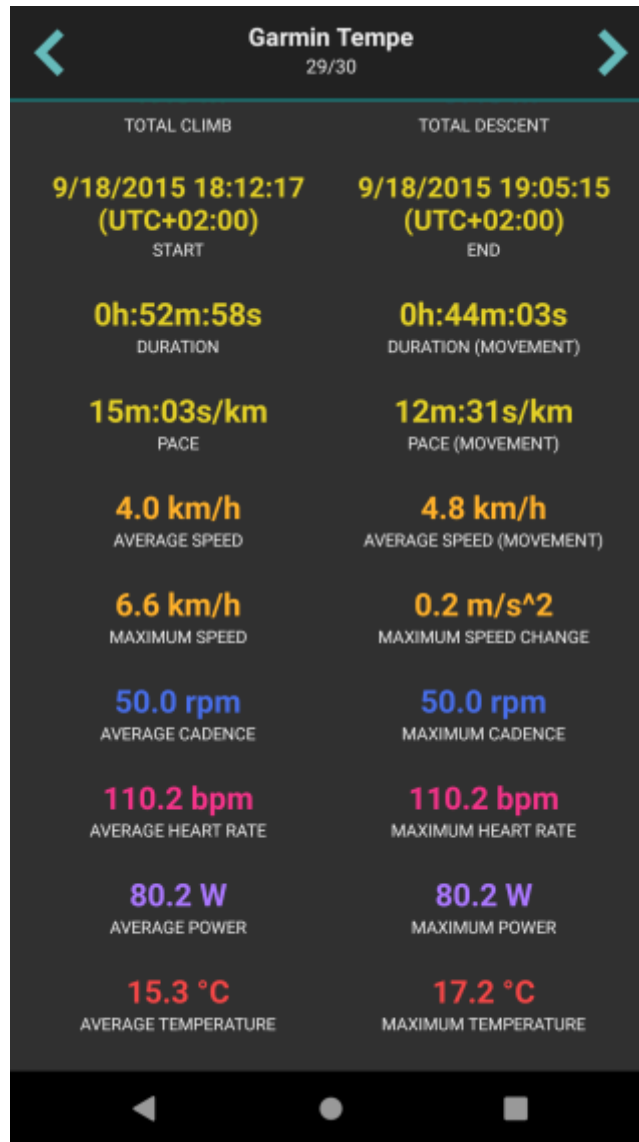 Garmin Tempe
29/30
TOTAL CLIMB TOTAL DESCENT
9/18/2015 18:12:17 9/18/2015 19:05:15
(UTC+02:00) (UTC+02:00)
START END
0h:52m:58s 0h:44m:03s
DURATION DURATION (MOVEMENT)
15m:03s/km 12m:31s/km
PACE PACE (MOVEMENT)
4.0 km/h 4.8 km/h
AVERAGE SPEED AVERAGE SPEED (MOVEMENT)
6.6 km/h 0.2 m/s^2
MAXIMUM SPEED MAXIMUM SPEED CHANGE
50.0 rpm 50.0 rpm
AVERAGE CADENCE MAXIMUM CADENCE
110.2 bpm 110.2 bpm
AVERAGE HEART RATE MAXIMUM HEART RATE
80.2 W 80.2 W
AVERAGE POWER MAXIMUM POWER
15.3 °C 17.2 °C
AVERAGE TEMPERATURE MAXIMUM TEMPERATURE